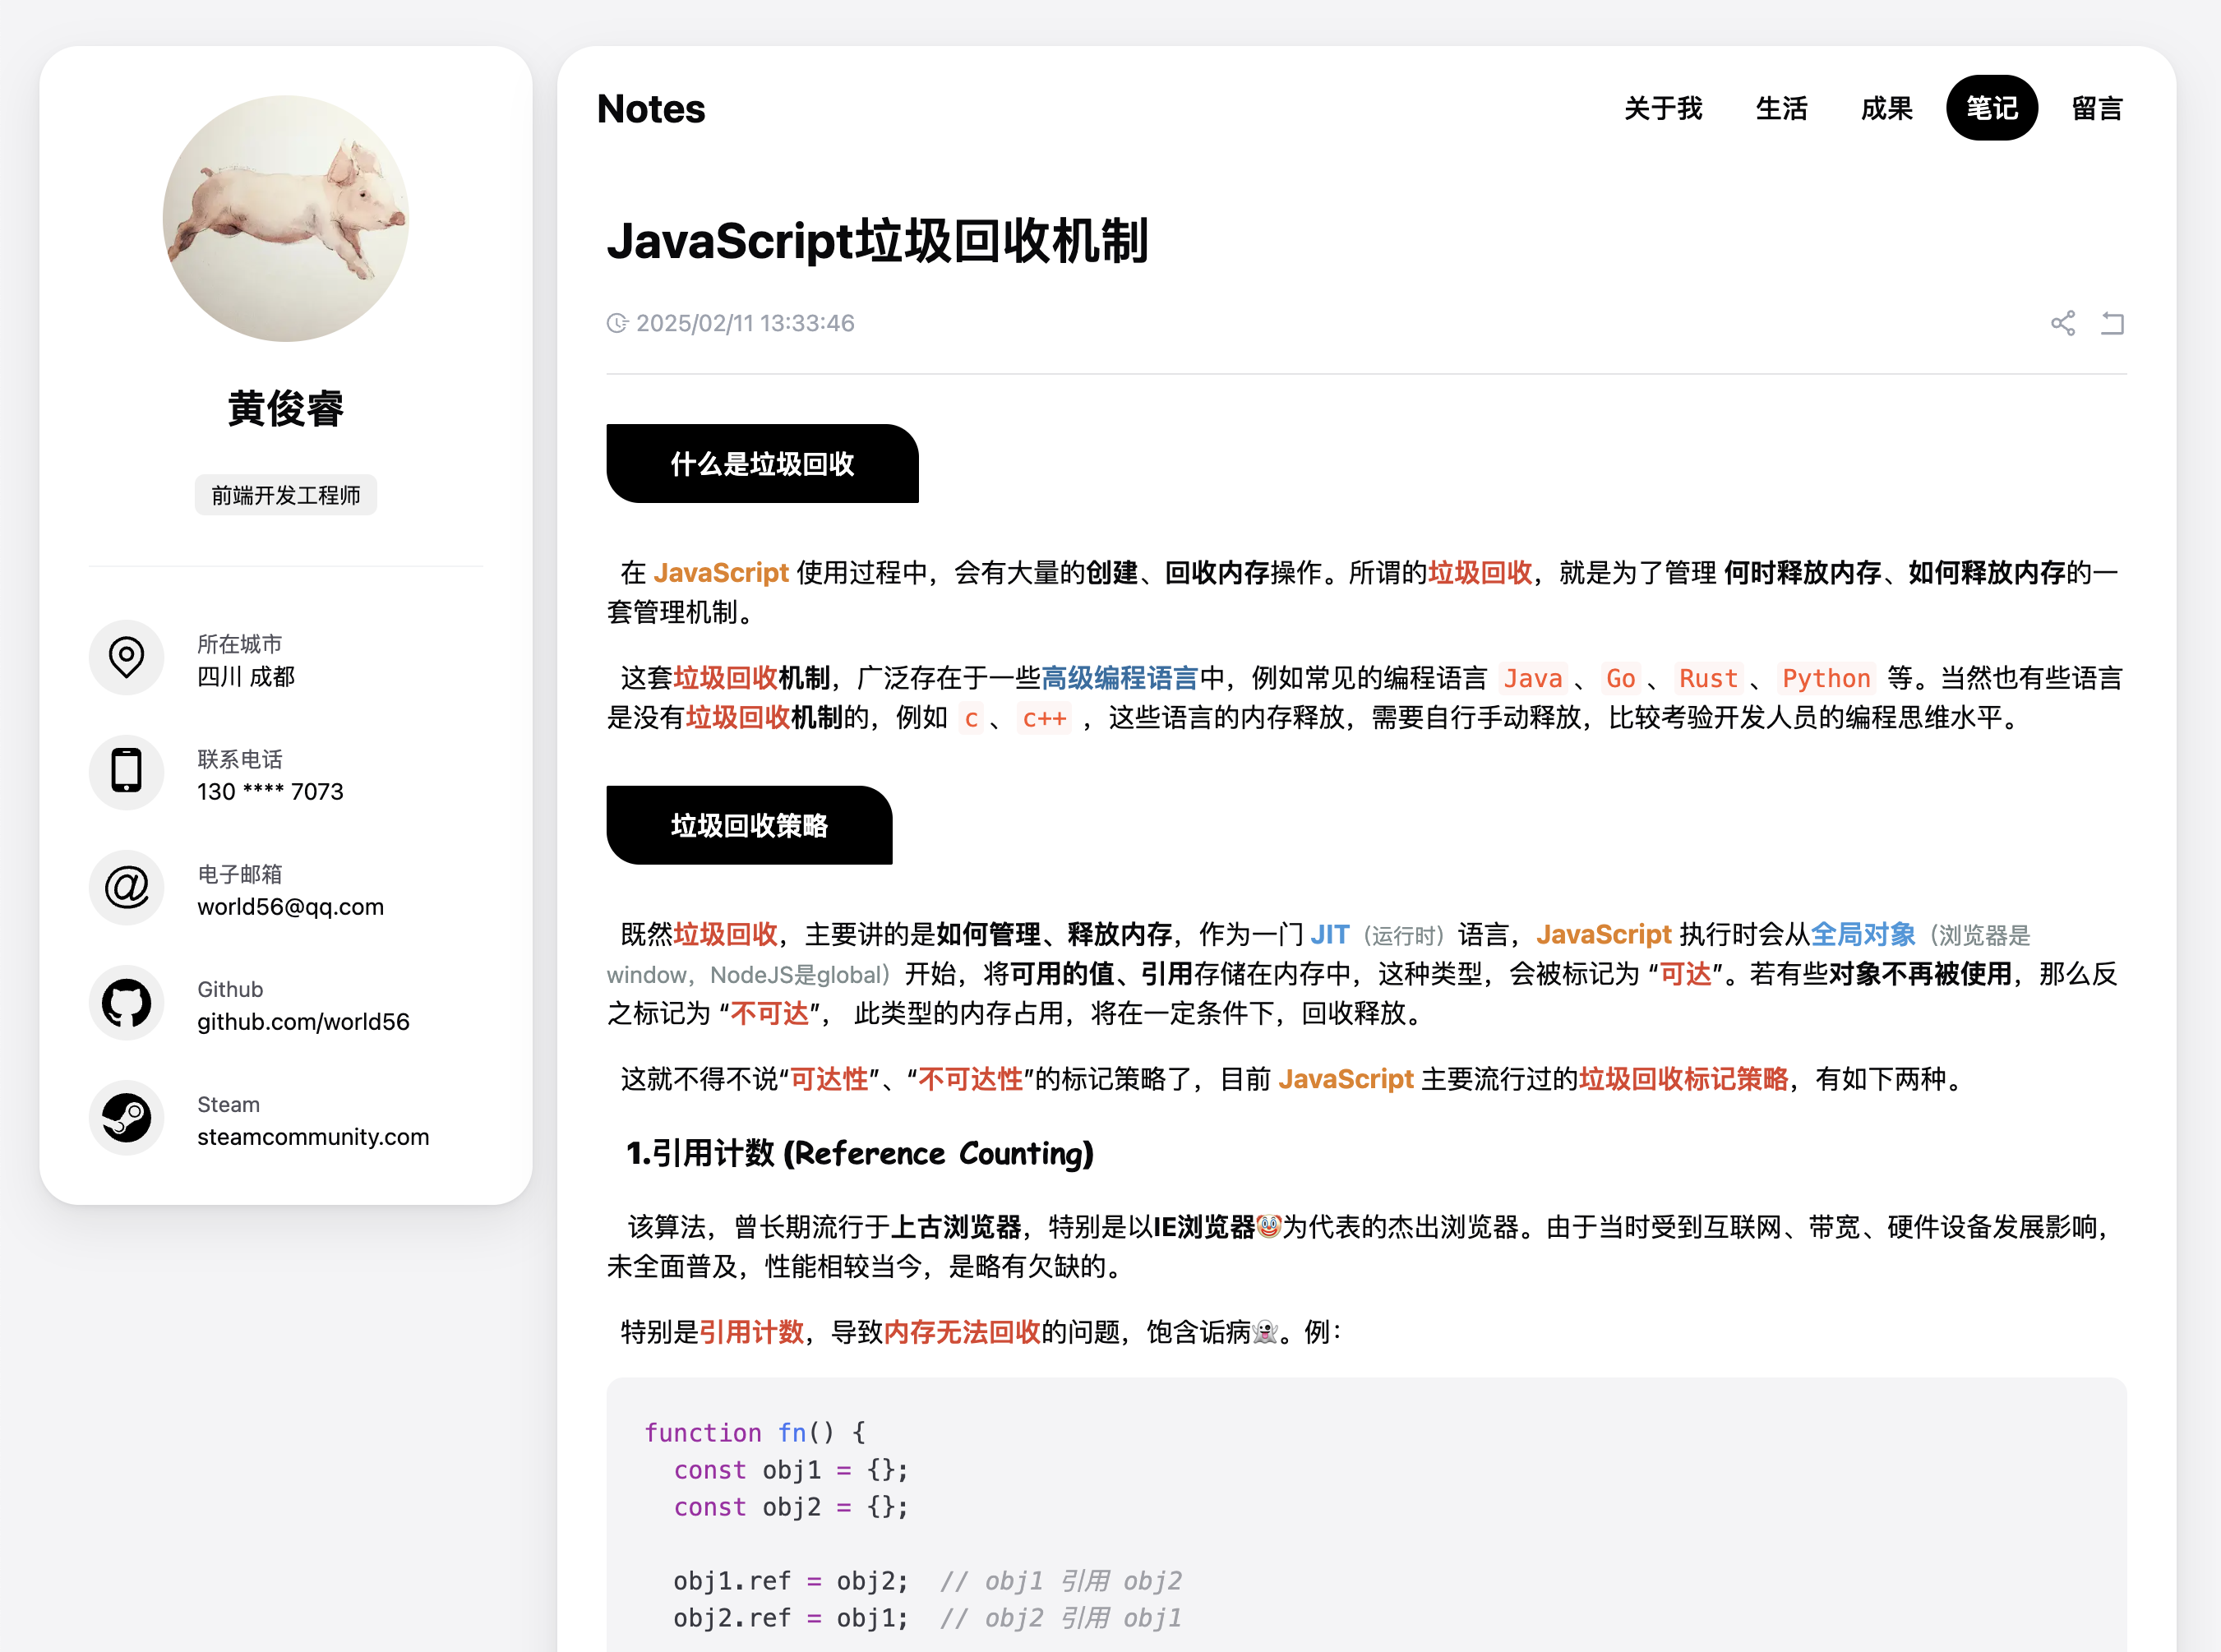 黄俊睿
前端开发工程师
所在城市
四川 成都
联系电话
130 **** 7073
电子邮箱
world56@qq.com
Github
github.com/world56
Steam
steamcommunity.com
Notes
关于我 生活 成果 笔记 留言
JavaScript垃圾回收机制
2025/02/11 13:33:46
什么是垃圾回收
在 JavaScript 使用过程中，会有大量的创建、回收内存操作。所谓的垃圾回收，就是为了管理 何时释放内存、如何释放内存的一
套管理机制。
这套垃圾回收机制，广泛存在于一些高级编程语言中，例如常见的编程语言 Java 、 Go 、 Rust 、 Python 等。当然也有些语言
是没有垃圾回收机制的，例如 c 、 c++ ，这些语言的内存释放，需要自行手动释放，比较考验开发人员的编程思维水平。
垃圾回收策略
既然垃圾回收，主要讲的是如何管理、释放内存，作为一门 JIT（运行时）语言，JavaScript 执行时会从全局对象（浏览器是
window，NodeJS是global）开始，将可用的值、引用存储在内存中，这种类型，会被标记为 “可达”。若有些对象不再被使用，那么反
之标记为 “不可达”， 此类型的内存占用，将在一定条件下，回收释放。
这就不得不说“可达性”、“不可达性”的标记策略了，目前 JavaScript 主要流行过的垃圾回收标记策略，有如下两种。
1.引用计数 (Reference Counting)
该算法，曾长期流行于上古浏览器，特别是以IE浏览器🤡为代表的杰出浏览器。由于当时受到互联网、带宽、硬件设备发展影响，
未全面普及，性能相较当今，是略有欠缺的。
特别是引用计数，导致内存无法回收的问题，饱含诟病👻。例：
function fn() {
  const obj1 = {};
  const obj2 = {};
  obj1.ref = obj2;  // obj1 引用 obj2
  obj2.ref = obj1;  // obj2 引用 obj1